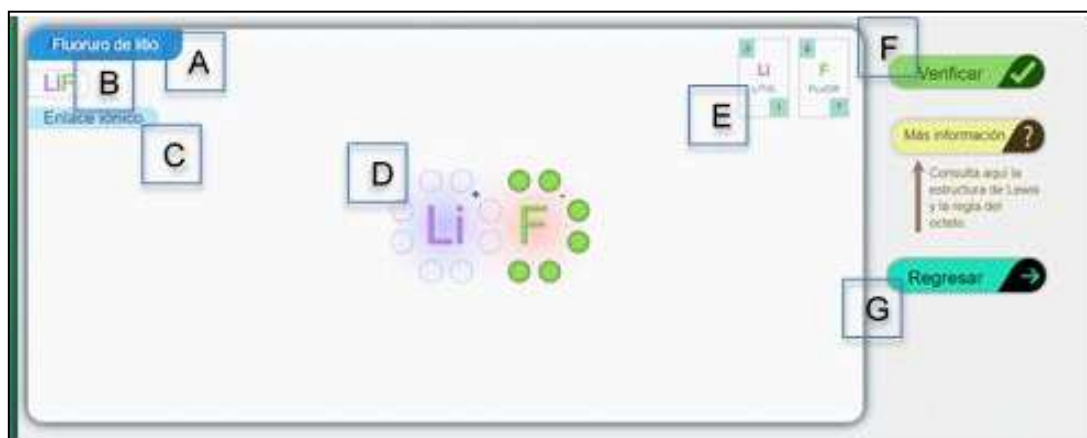 Fluoruro de litio
A
LiF
B
Enlace iónico
C
D
Li
+
F
-
E
Li
F
FLUOR
F
Verificar
Más información ?
Consulta aquí la
estructura de Lewis
y la regla del
octeto.
Regresar
G